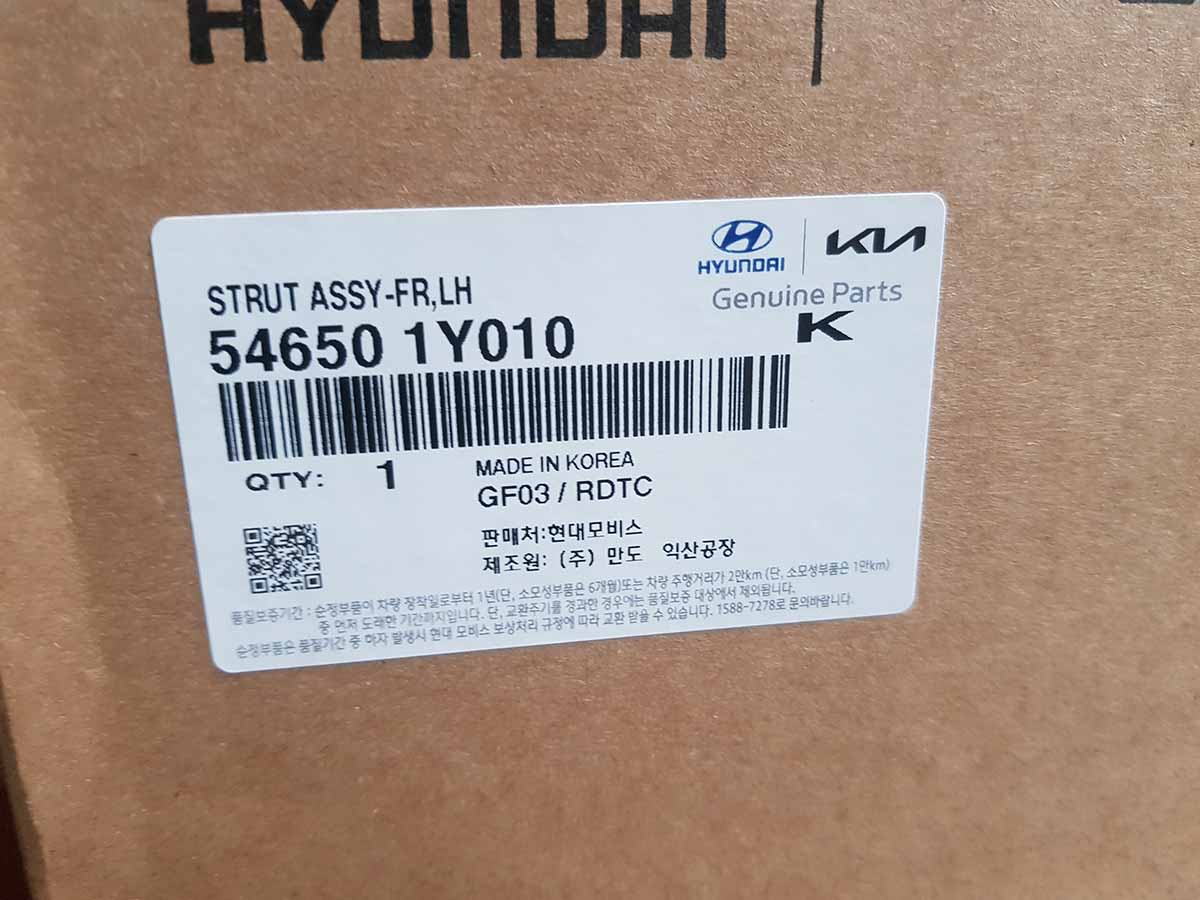 HYUNDAI
HYUNDAI KIA
Genuine Parts
K
STRUT ASSY-FR,LH
54650 1Y010
QTY: 1
MADE IN KOREA
GF03 / RDTC
판매처:현대모비스
제조원: (주) 만도 익산공장
품질보증기간 : 순정부품이 차량 장착일로부터 1년(단, 소모성부품은 6개월)또는 차량 주행거리가 2만km (단, 소모성부품은 1만km)
중 먼저 도래한 기간까지입니다. 단, 교환주기를 경과한 경우에는 품질보증 대상에서 제외됩니다.
순정부품은 품질기간 중 하자 발생시 현대 모비스 보상처리 규정에 따라 교환 받을 수 있습니다. 1588-7278로 문의바랍니다.